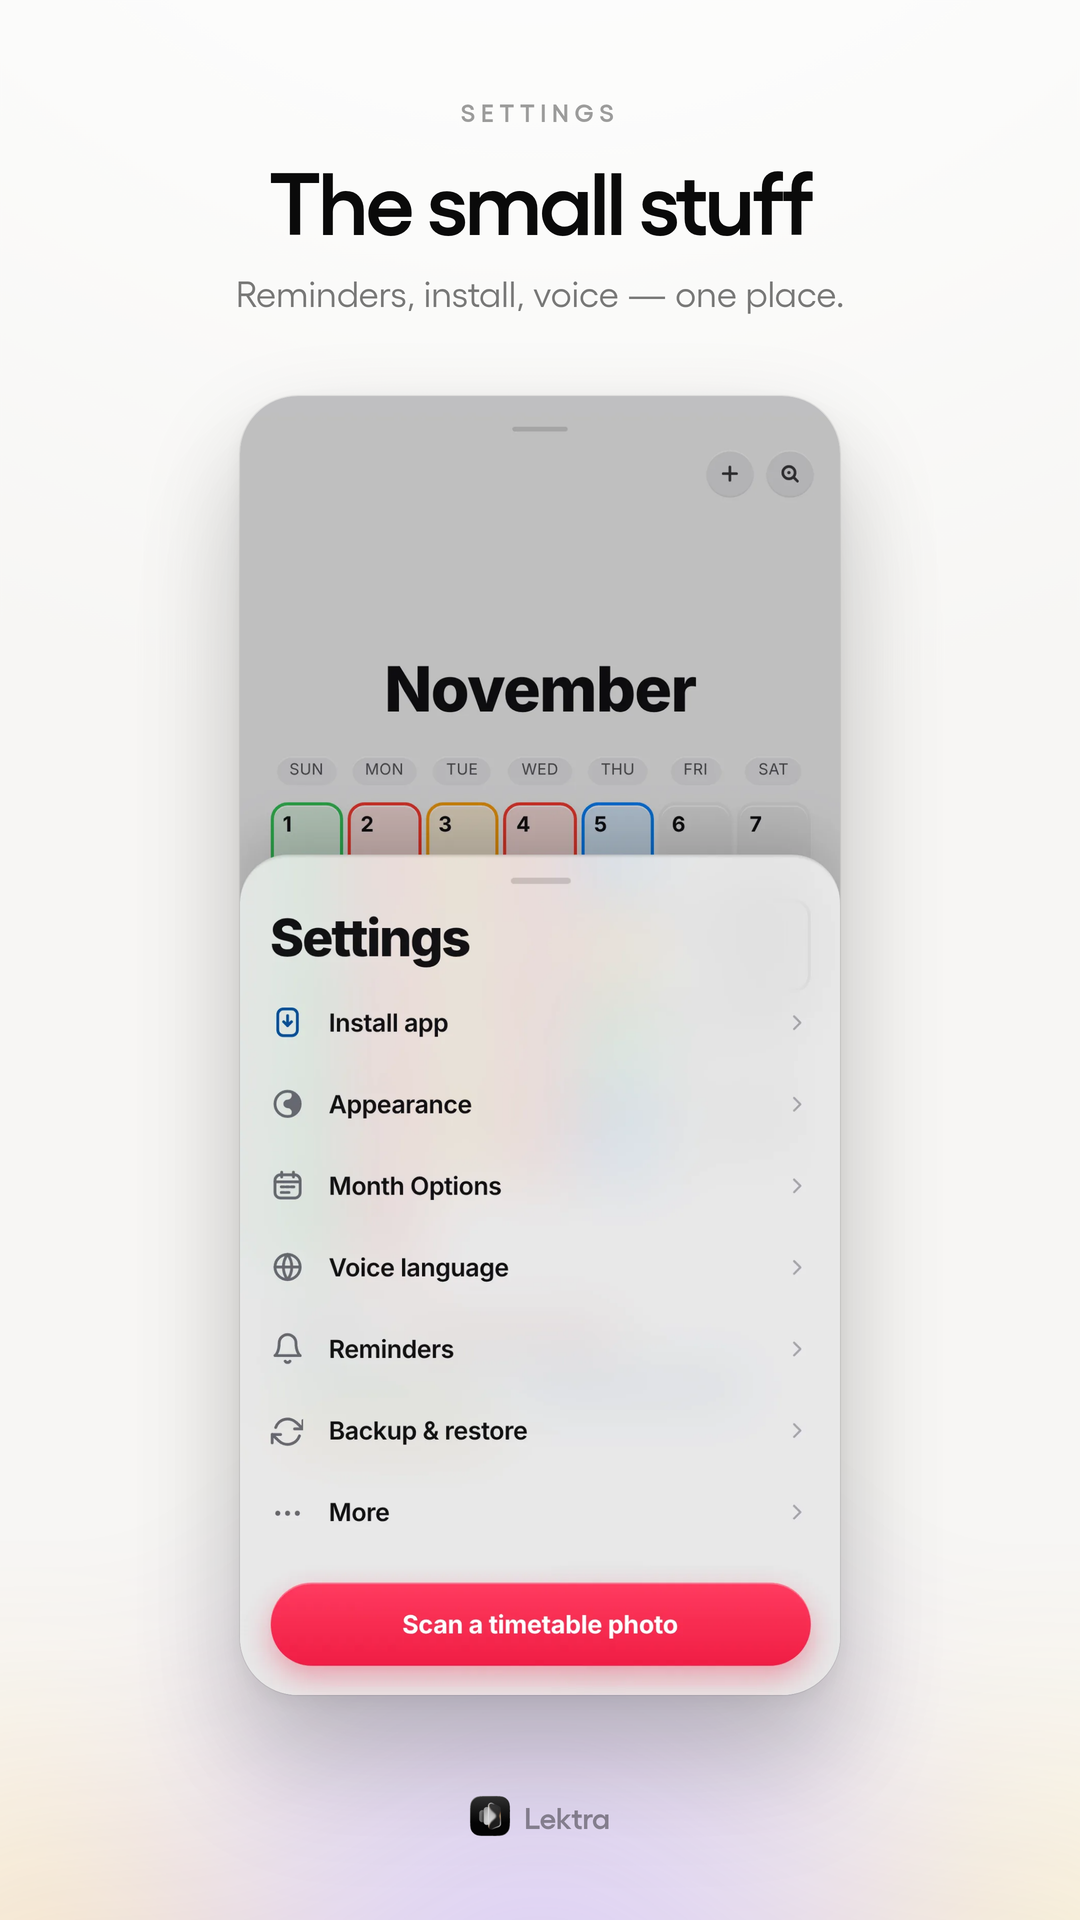 SETTINGS
The small stuff
Reminders, install, voice — one place.
November
SUN MON TUE WED THU FRI SAT
1 2 3 4 5 6 7
Settings
Install app
Appearance
Month Options
Voice language
Reminders
Backup & restore
More
Scan a timetable photo
Lektra